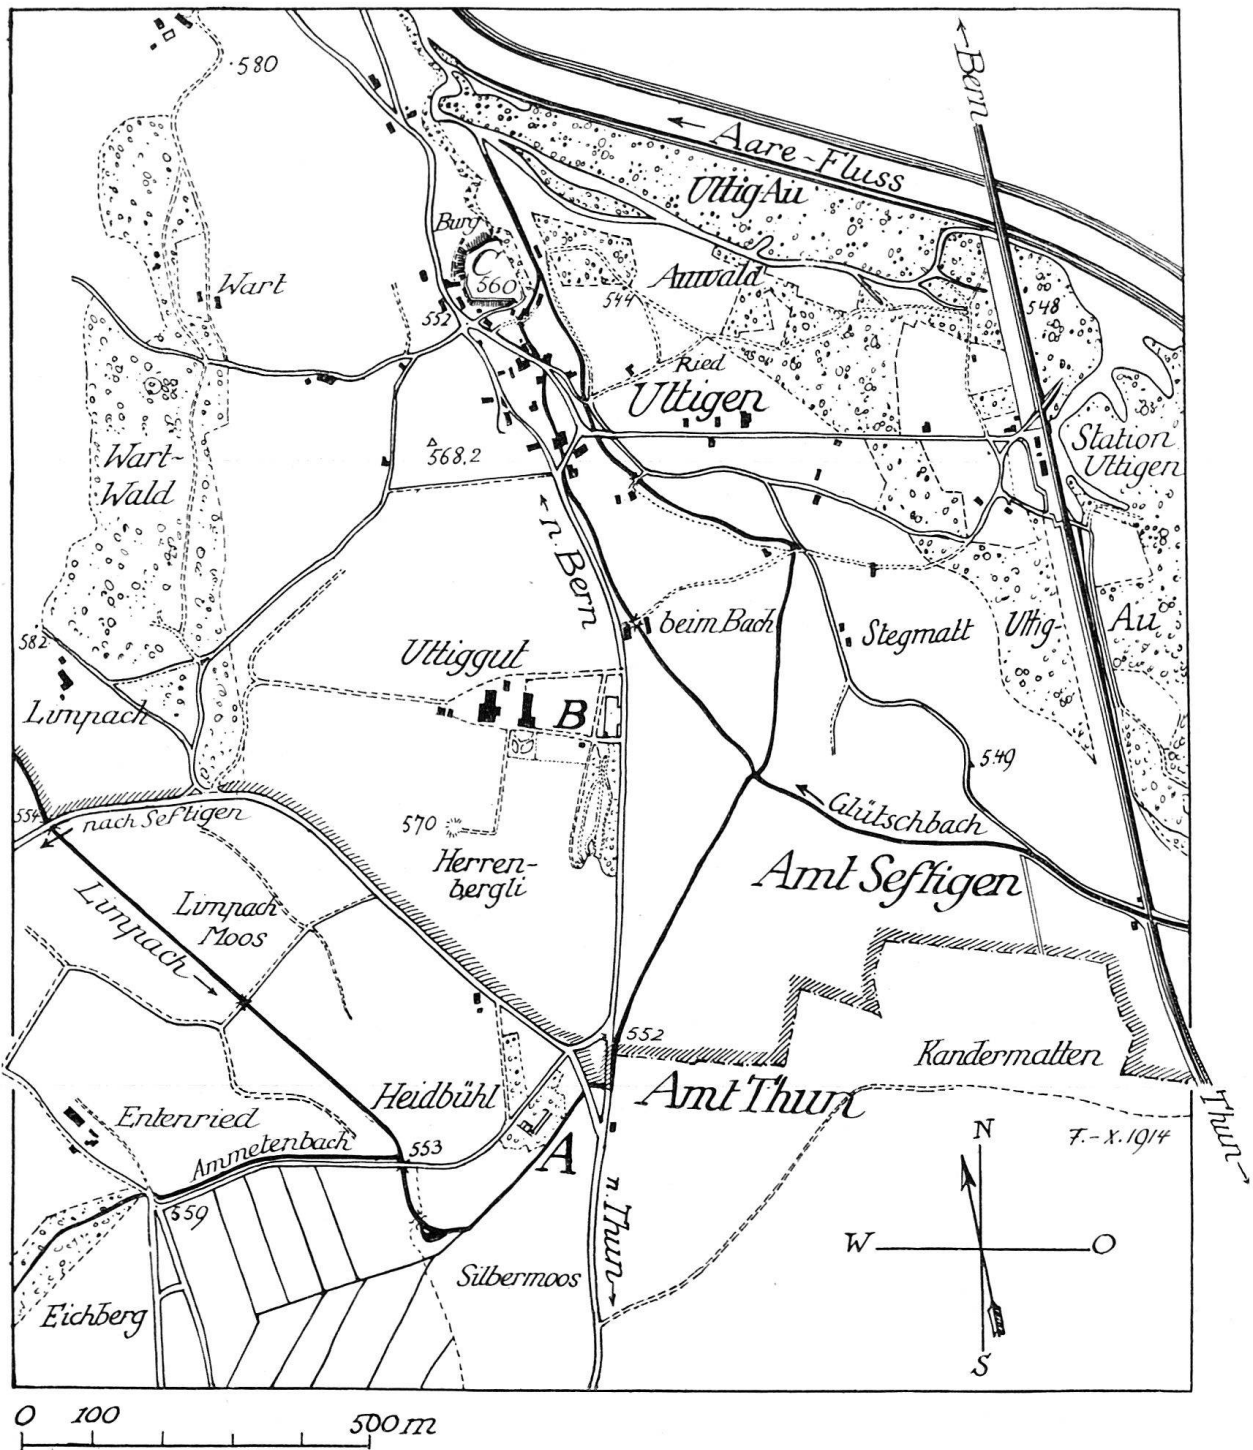 580
← Bern
← Aare-Fluss
Uttig Au
Burg
C
560
Wart
544
Auwald
548
552
Ried
Uttigen
Station
Uttigen
568,2
Wart-
Wald
← n. Bern
582
beim Bach
Stegmatt
Uttig-
Au
Uttiggut
Limpach
B
549
554
nach Seftigen
570
← Glütschbach
Herren-
bergli
Amt Seftigen
Limpach
Moos
Limpach →
552
Kandermatten
Heidbühl
Amt Thun
Thun →
Entenried
Ammetenbach
553
A
7.-X.1914
N
W
O
S
559
n. Thun →
Silbermoos
Eichberg
0 100 500 m